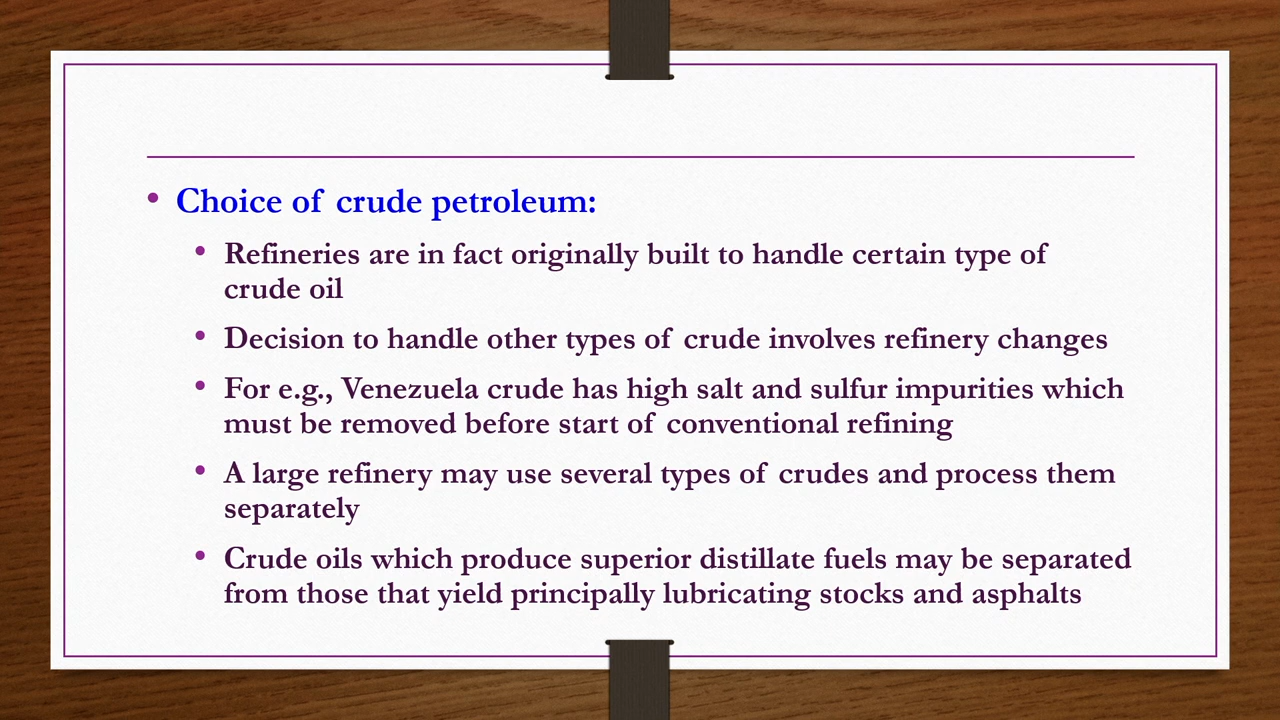 • Choice of crude petroleum:
• Refineries are in fact originally built to handle certain type of
crude oil
• Decision to handle other types of crude involves refinery changes
• For e.g., Venezuela crude has high salt and sulfur impurities which
must be removed before start of conventional refining
• A large refinery may use several types of crudes and process them
separately
• Crude oils which produce superior distillate fuels may be separated
from those that yield principally lubricating stocks and asphalts